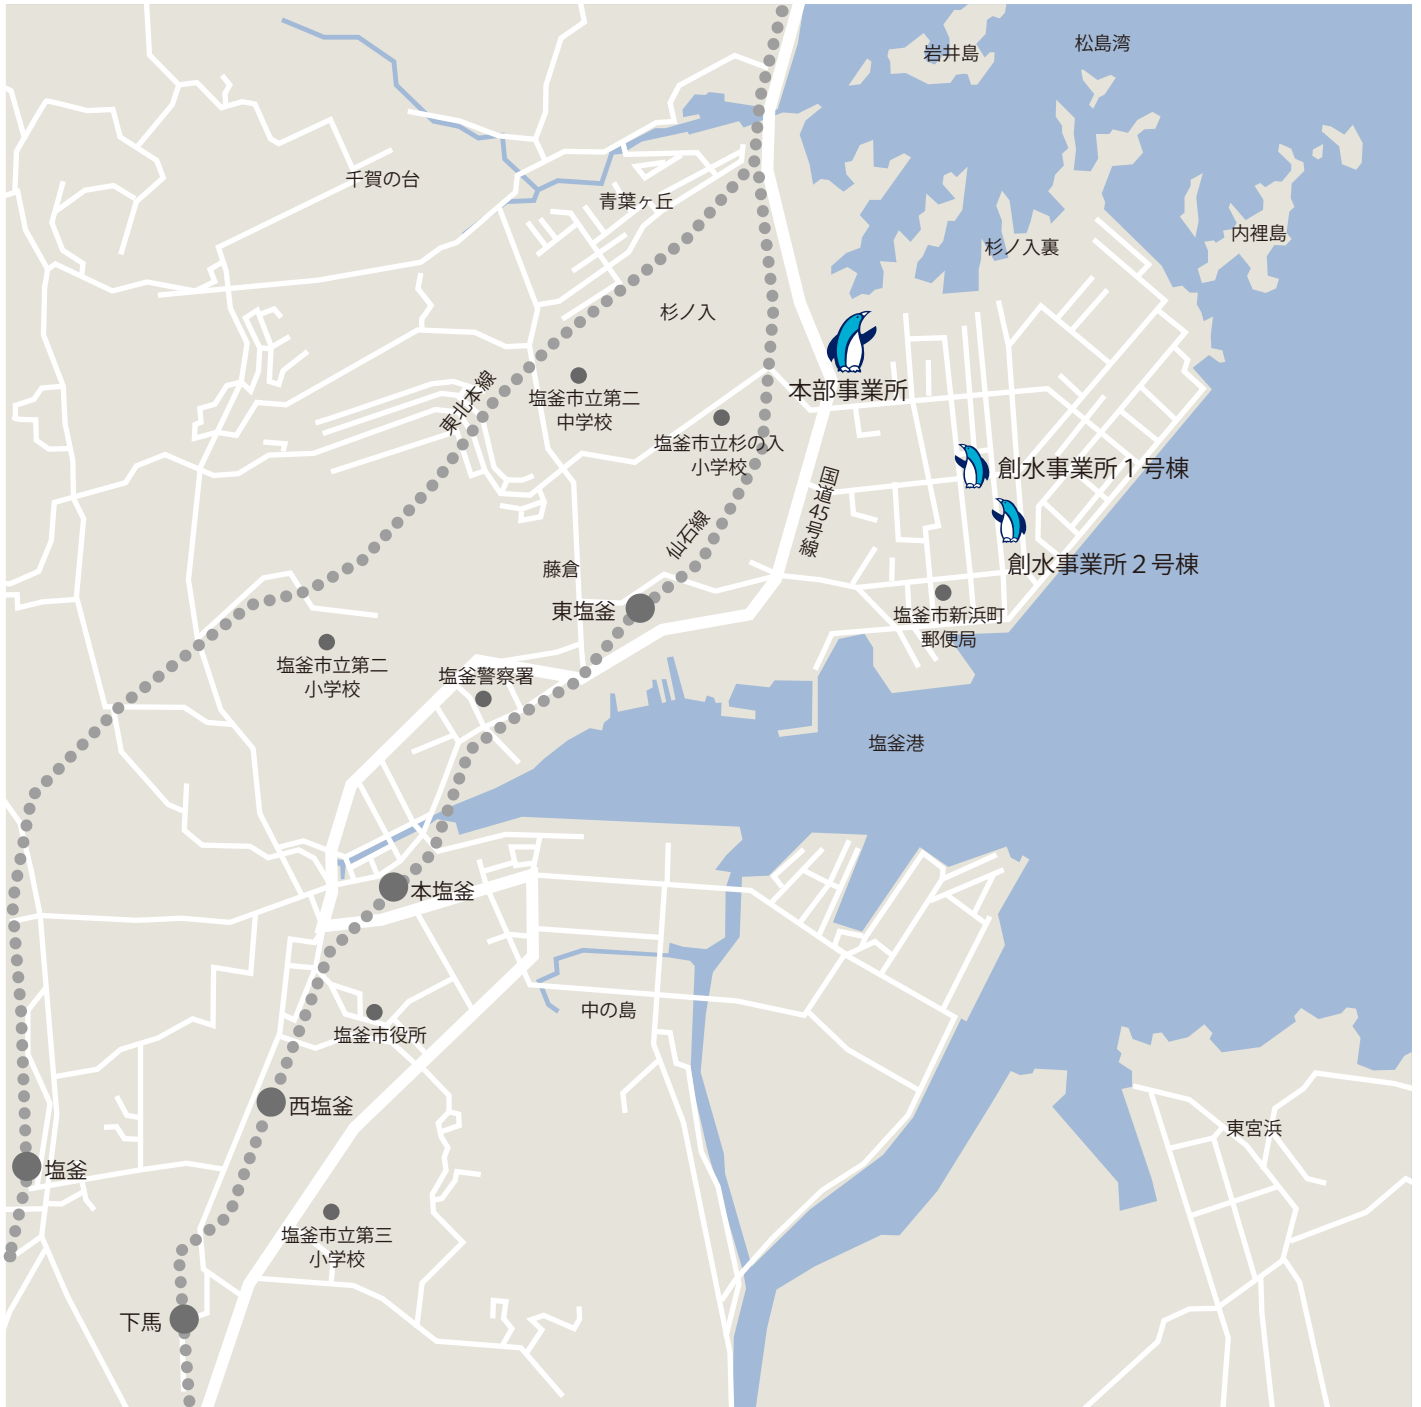 松島湾
岩井島
千賀の台
青葉ヶ丘
内裡島
杉ノ入裏
杉ノ入
本部事業所
東北本線
塩釜市立第二
中学校
塩釜市立杉の入
小学校
創水事業所1号棟
国道45号線
仙石線
創水事業所2号棟
藤倉
東塩釜
塩釜市新浜町
郵便局
塩釜市立第二
小学校
塩釜警察署
塩釜港
本塩釜
中の島
塩釜市役所
西塩釜
東宮浜
塩釜
塩釜市立第三
小学校
下馬